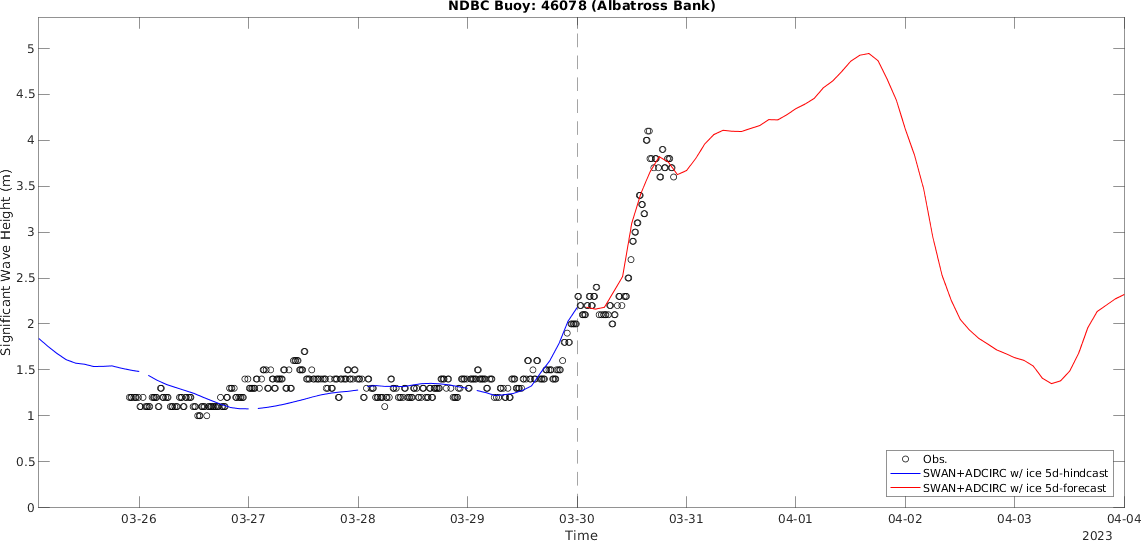 NDBC Buoy: 46078 (Albatross Bank)
Significant Wave Height (m)
5
4.5
4
3.5
3
2.5
2
1.5
1
0.5
0
Obs.
SWAN+ADCIRC w/ ice 5d-hindcast
SWAN+ADCIRC w/ ice 5d-forecast
03-26 03-27 03-28 03-29 03-30 03-31 04-01 04-02 04-03 04-04
Time
2023